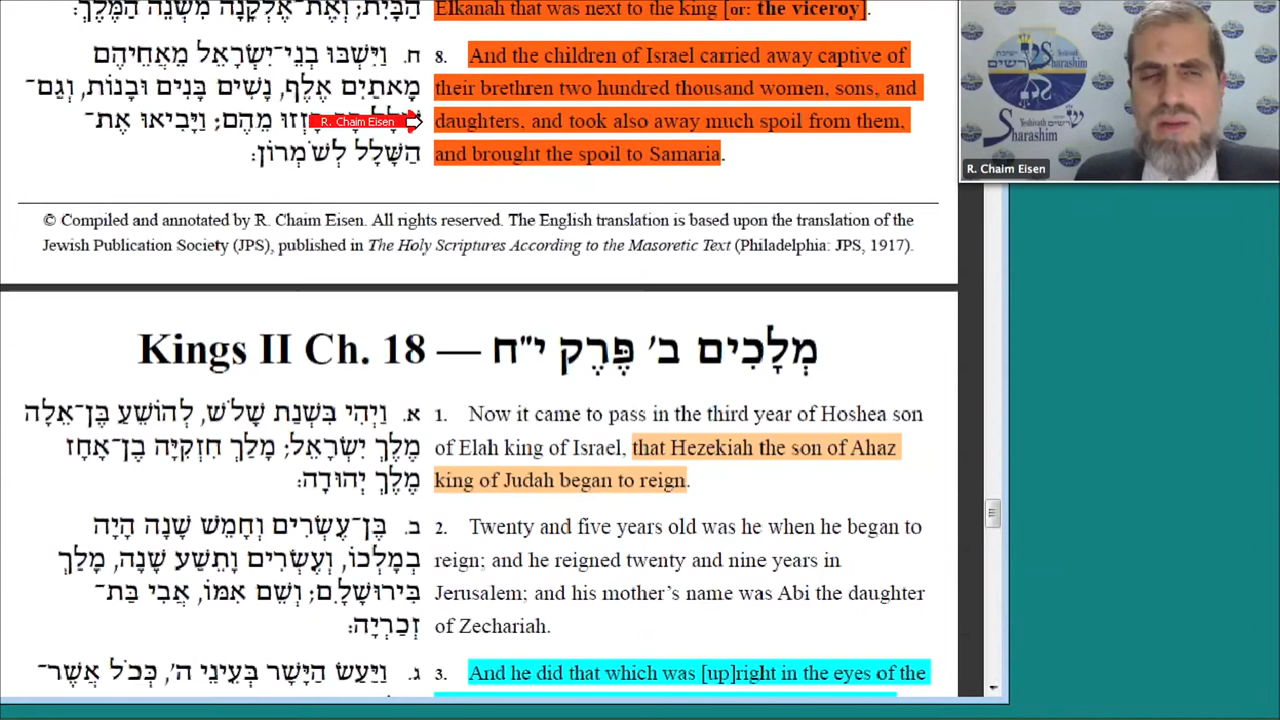 הַבָּיִת; וְאֶת־אֶלְקָנָה מִשְׁנֵה הַמֶּלֶךְ:
Elkanah that was next to the king [or: the viceroy].
ח. וַיִּשְׁבּוּ בְנֵי־יִשְׂרָאֵל מֵאֲחֵיהֶם
מָאתַיִם אֶלֶף, נָשִׁים בָּנִים וּבָנוֹת, וְגַם־
בָּזְזוּ מֵהֶם; וַיָּבִיאוּ אֶת־
הַשָּׁלָל לְשֹׁמְרוֹן:
8. And the children of Israel carried away captive of
their brethren two hundred thousand women, sons, and
daughters, and took also away much spoil from them,
and brought the spoil to Samaria.
R. Chaim Eisen
© Compiled and annotated by R. Chaim Eisen. All rights reserved. The English translation is based upon the translation of the
Jewish Publication Society (JPS), published in The Holy Scriptures According to the Masoretic Text (Philadelphia: JPS, 1917).
Kings II Ch. 18 — מְלָכִים ב׳ פֶּרֶק י״ח
א. וַיְהִי בִּשְׁנַת שָׁלֹשׁ, לְהוֹשֵׁעַ בֶּן־אֵלָה
מֶלֶךְ יִשְׂרָאֵל; מָלַךְ חִזְקִיָּה בֶן־אָחָז
מֶלֶךְ יְהוּדָה:
1. Now it came to pass in the third year of Hoshea son
of Elah king of Israel, that Hezekiah the son of Ahaz
king of Judah began to reign.
ב. בֶּן־עֶשְׂרִים וְחָמֵשׁ שָׁנָה הָיָה
בְמָלְכוֹ, וְעֶשְׂרִים וָתֵשַׁע שָׁנָה, מָלַךְ
בִּירוּשָׁלָ‍ִם; וְשֵׁם אִמּוֹ, אֲבִי בַּת־
זְכַרְיָה:
2. Twenty and five years old was he when he began to
reign; and he reigned twenty and nine years in
Jerusalem; and his mother's name was Abi the daughter
of Zechariah.
ג. וַיַּעַשׂ הַיָּשָׁר בְּעֵינֵי ה׳, כְּכֹל אֲשֶׁר־
3. And he did that which was [up]right in the eyes of the
Yeshivath
Sharashim
Yeshivath
Sharashim
R. Chaim Eisen